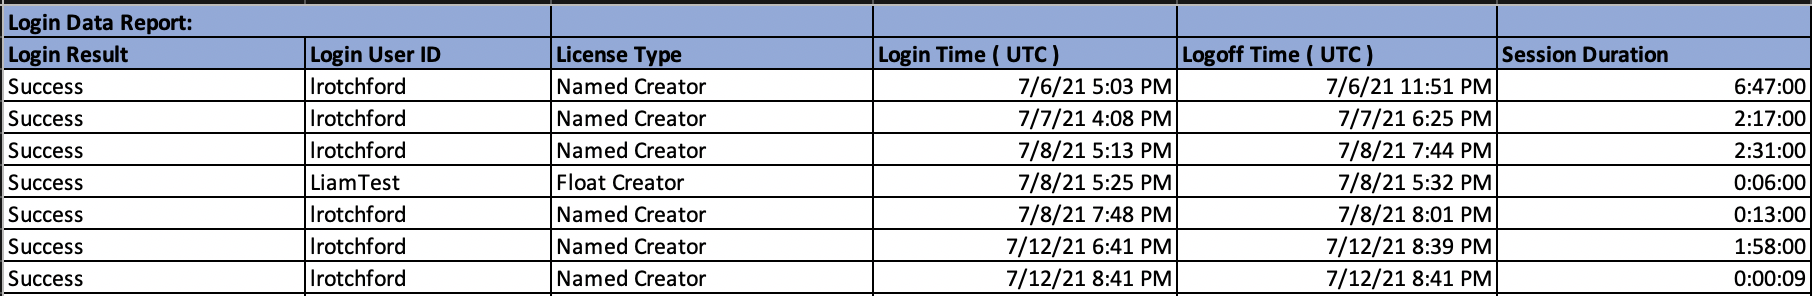 Login Data Report:
Login Result Login User ID License Type Login Time ( UTC ) Logoff Time ( UTC ) Session Duration
Success lrotchford Named Creator 7/6/21 5:03 PM 7/6/21 11:51 PM 6:47:00
Success lrotchford Named Creator 7/7/21 4:08 PM 7/7/21 6:25 PM 2:17:00
Success lrotchford Named Creator 7/8/21 5:13 PM 7/8/21 7:44 PM 2:31:00
Success LiamTest Float Creator 7/8/21 5:25 PM 7/8/21 5:32 PM 0:06:00
Success lrotchford Named Creator 7/8/21 7:48 PM 7/8/21 8:01 PM 0:13:00
Success lrotchford Named Creator 7/12/21 6:41 PM 7/12/21 8:39 PM 1:58:00
Success lrotchford Named Creator 7/12/21 8:41 PM 7/12/21 8:41 PM 0:00:09